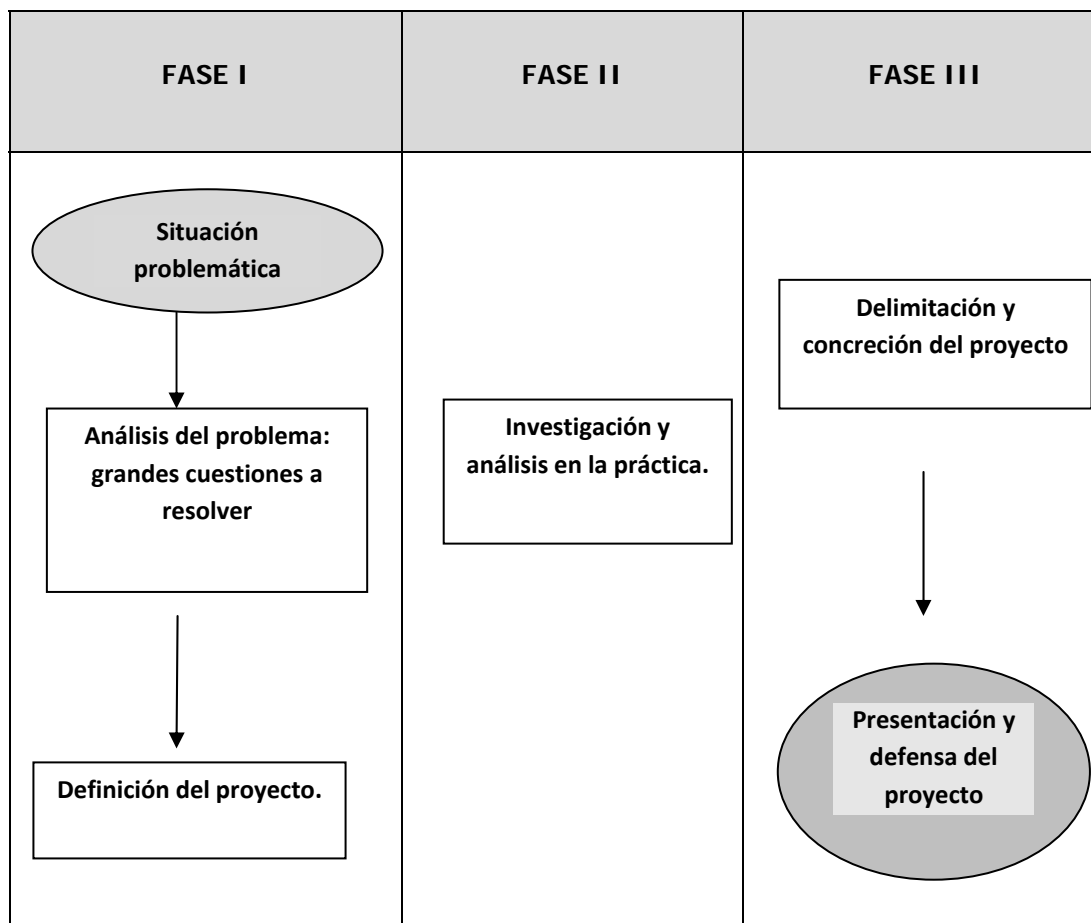 FASE I
FASE II
FASE III
Situación
problemática
Análisis del problema:
grandes cuestiones a
resolver
Definición del proyecto.
Investigación y
análisis en la práctica.
Delimitación y
concreción del proyecto
Presentación y
defensa del
proyecto